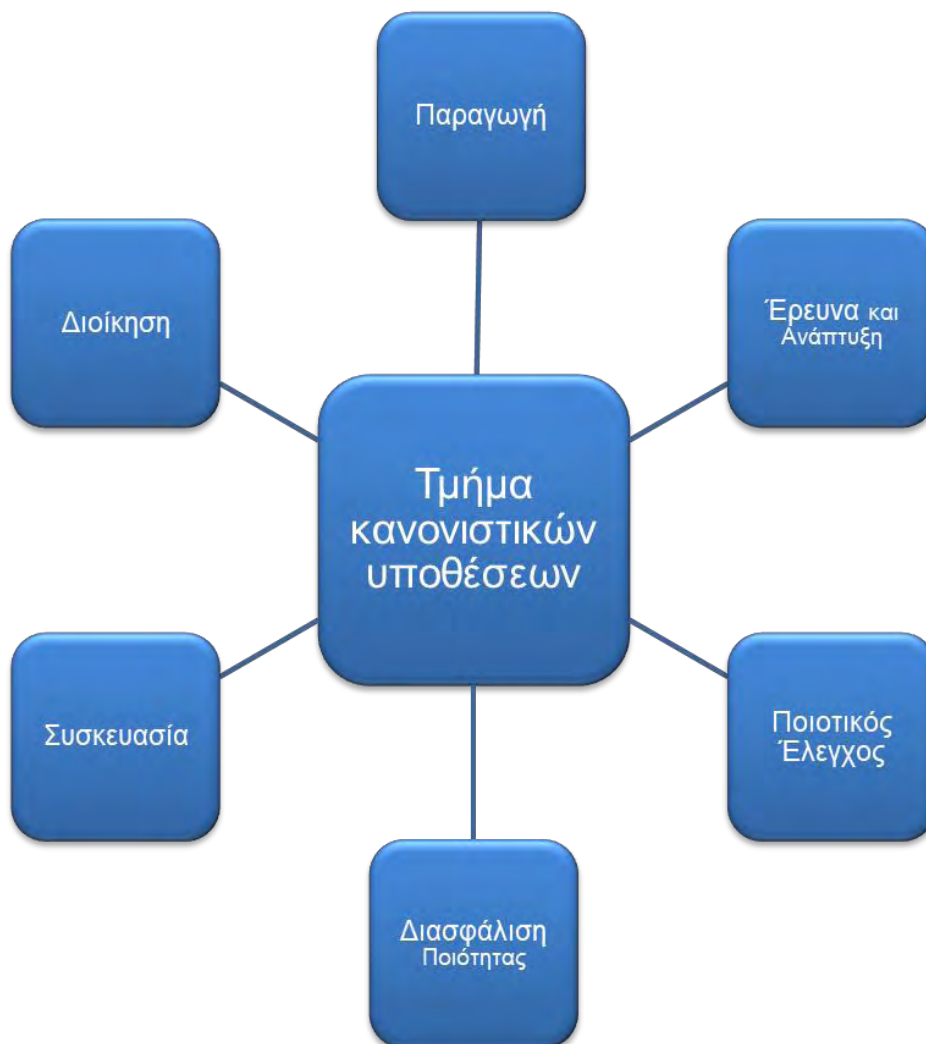 Παραγωγή
Διοίκηση
Έρευνα και
Ανάπτυξη
Τμήμα
κανονιστικών
υποθέσεων
Συσκευασία
Ποιοτικός
Έλεγχος
Διασφάλιση
Ποιότητας